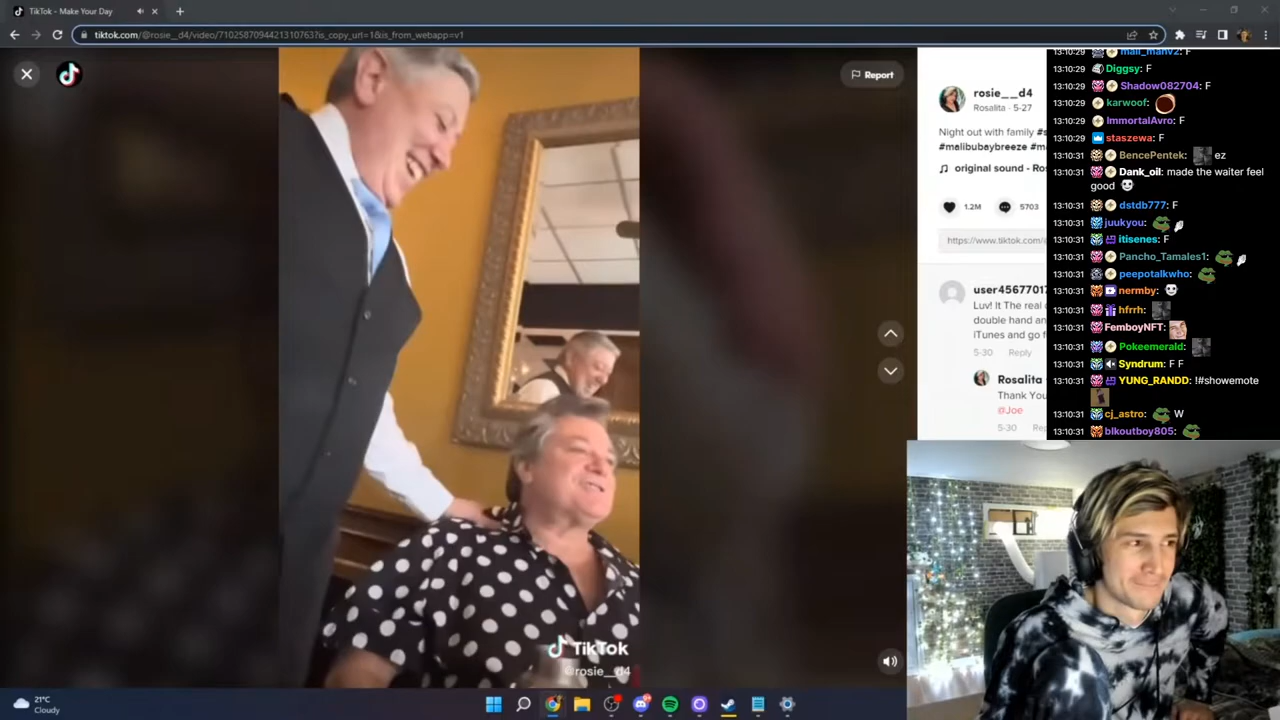 TikTok - Make Your Day
tiktok.com/@rosie__d4/video/7102587094421310763?is_copy_url=1&is_from_webapp=v1
Report
rosie__d4
Rosalita · 5-27
Night out with family
#malibubaybreeze
original sound -
1.2M
5703
https://www.tiktok.com/
Luv! It The real
double hand an
iTunes and go f
5-30 Reply
Rosalita
Thank You
@Joe
5-30
TikTok
@rosie__d4
13:10:29
13:10:29 Diggsy: F
13:10:29 Shadow082704: F
13:10:29 karwoof:
13:10:29 ImmortalAvro: F
13:10:29 staszewa: F
13:10:31 BencePentek: ez
13:10:31 Dank_oil: made the waiter feel
good
13:10:31 dstdb777: F
13:10:31 juukyou:
13:10:31 itisenes: F
13:10:31 Pancho_Tamales1:
13:10:31 peepotalkwho:
13:10:31 nermby:
13:10:31 hfrrh:
13:10:31 FemboyNFT:
13:10:31 Pokeemerald:
13:10:31 Syndrum: F F
13:10:31 YUNG_RANDD: !#showemote
13:10:31 cj_astro: W
13:10:31 blkoutboy805:
21°C
Cloudy